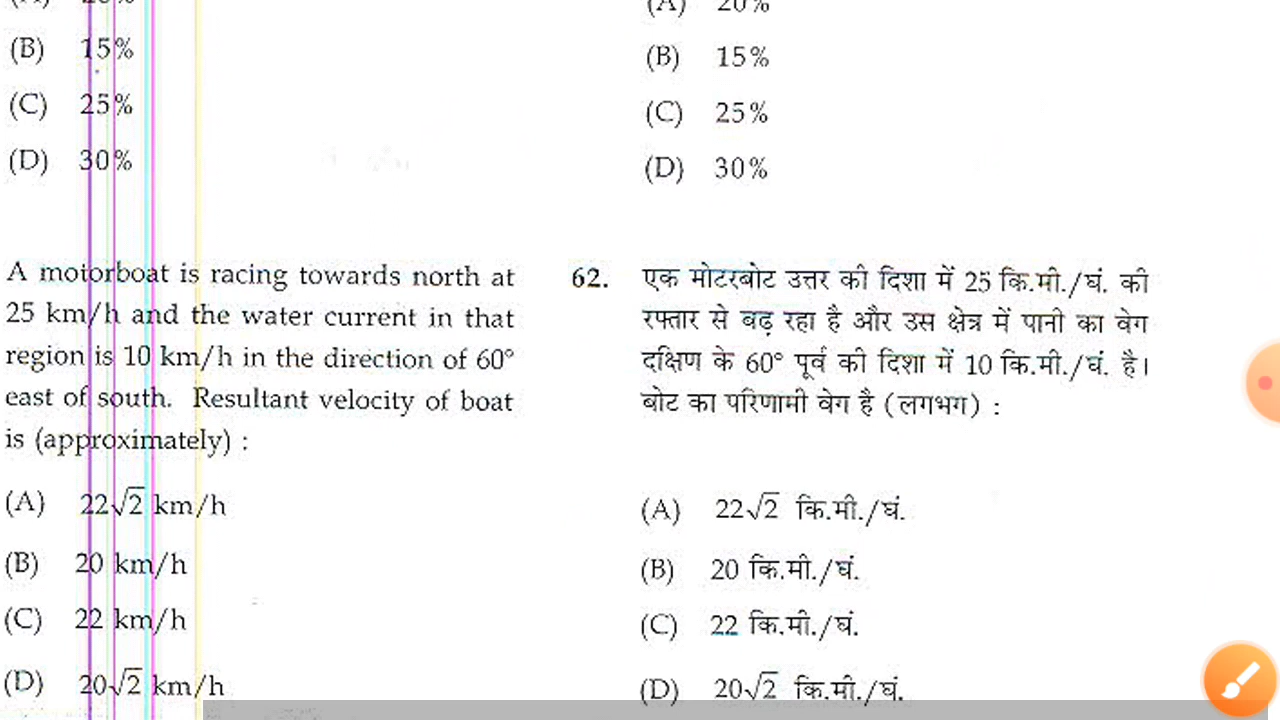 (B) 15%
(C) 25%
(D) 30%
A motorboat is racing towards north at
25 km/h and the water current in that
region is 10 km/h in the direction of 60°
east of south. Resultant velocity of boat
is (approximately) :
(A) 22√2 km/h
(B) 20 km/h
(C) 22 km/h
(D) 20√2 km/h
(A) 20%
(B) 15%
(C) 25%
(D) 30%
62. एक मोटरबोट उत्तर की दिशा में 25 कि.मी./घं. की
रफ्तार से बढ़ रहा है और उस क्षेत्र में पानी का वेग
दक्षिण के 60° पूर्व की दिशा में 10 कि.मी./घं. है।
बोट का परिणामी वेग है (लगभग) :
(A) 22√2 कि.मी./घं.
(B) 20 कि.मी./घं.
(C) 22 कि.मी./घं.
(D) 20√2 कि.मी./घं.